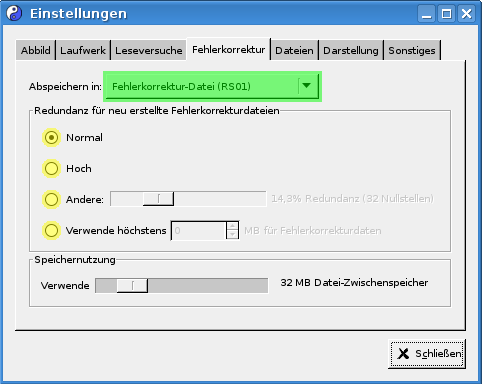 Einstellungen
Abbild Laufwerk Leseversuche Fehlerkorrektur Dateien Darstellung Sonstiges
Abspeichern in: Fehlerkorrektur-Datei (RS01)
Redundanz für neu erstellte Fehlerkorrekturdateien
Normal
Hoch
Andere: 14,3% Redundanz (32 Nullstellen)
Verwende höchstens 0 MB für Fehlerkorrekturdaten
Speichernutzung
Verwende 32 MB Datei-Zwischenspeicher
Schließen